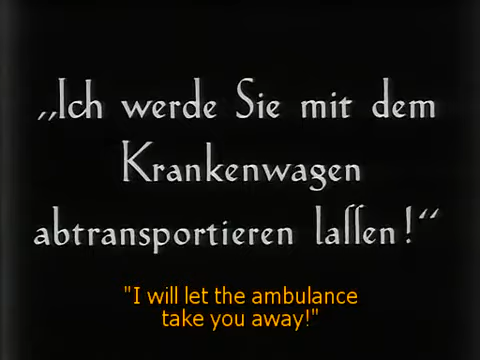 „Ich werde Sie mit dem
Krankenwagen
abtransportieren laſſen!“
"I will let the ambulance
take you away!"